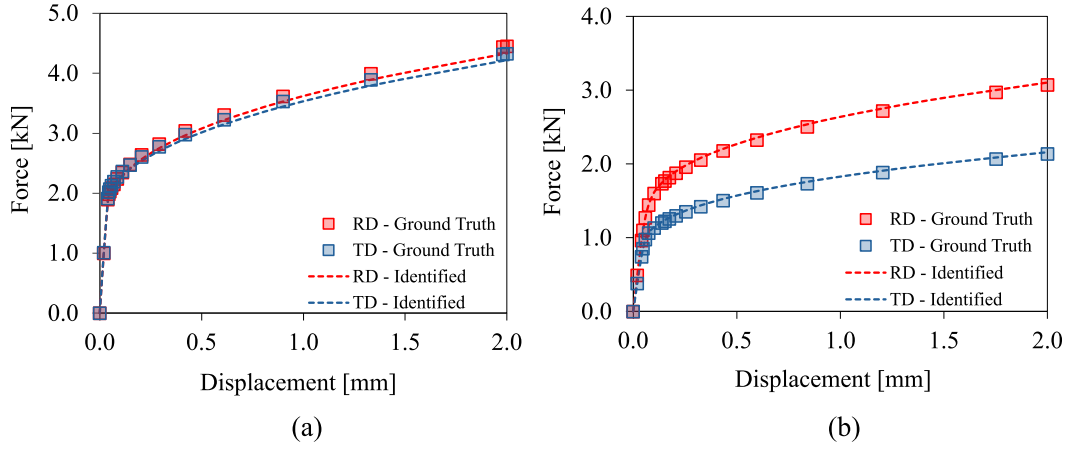 5.0
4.0
3.0
2.0
1.0
0.0
Force [kN]
RD - Ground Truth
TD - Ground Truth
RD - Identified
TD - Identified
0.0 0.5 1.0 1.5 2.0
Displacement [mm]
(a)
4.0
3.0
2.0
1.0
0.0
Force [kN]
RD - Ground Truth
TD - Ground Truth
RD - Identified
TD - Identified
0.0 0.5 1.0 1.5 2.0
Displacement [mm]
(b)